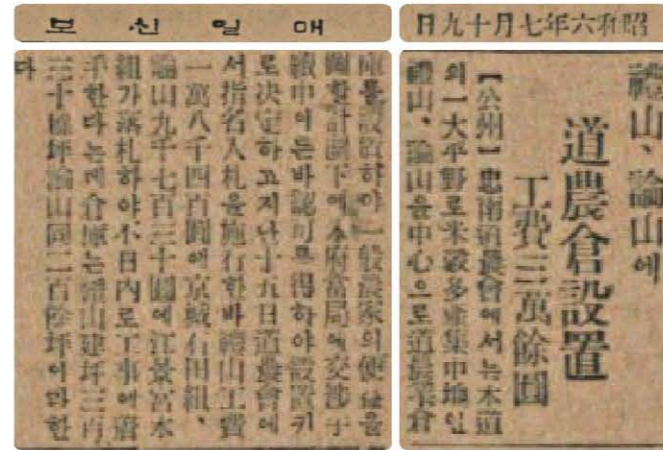 매일신보
昭和六年七月十九日
禮山、論山에
道農倉設置
工費三萬餘圓
【公州】忠南道農會에서는本道
의一大平野로米穀多産集中地인
禮山、論山을中心으로道農業倉
庫를設置하야一般農家의便益을
圖할計劃下에本府當局에交涉手
續中이든바認可를得하야設置키
로決定하고지난十五日道農會에
서指名入札을施行한바禮山工費
一萬八千四百圓에京城石田組、
論山九千七百三十圓에江景宮本
組가落札하야不日內로工事에着
手한다는데倉庫는禮山建坪三百
三十餘坪論山同二百餘坪이라한
다